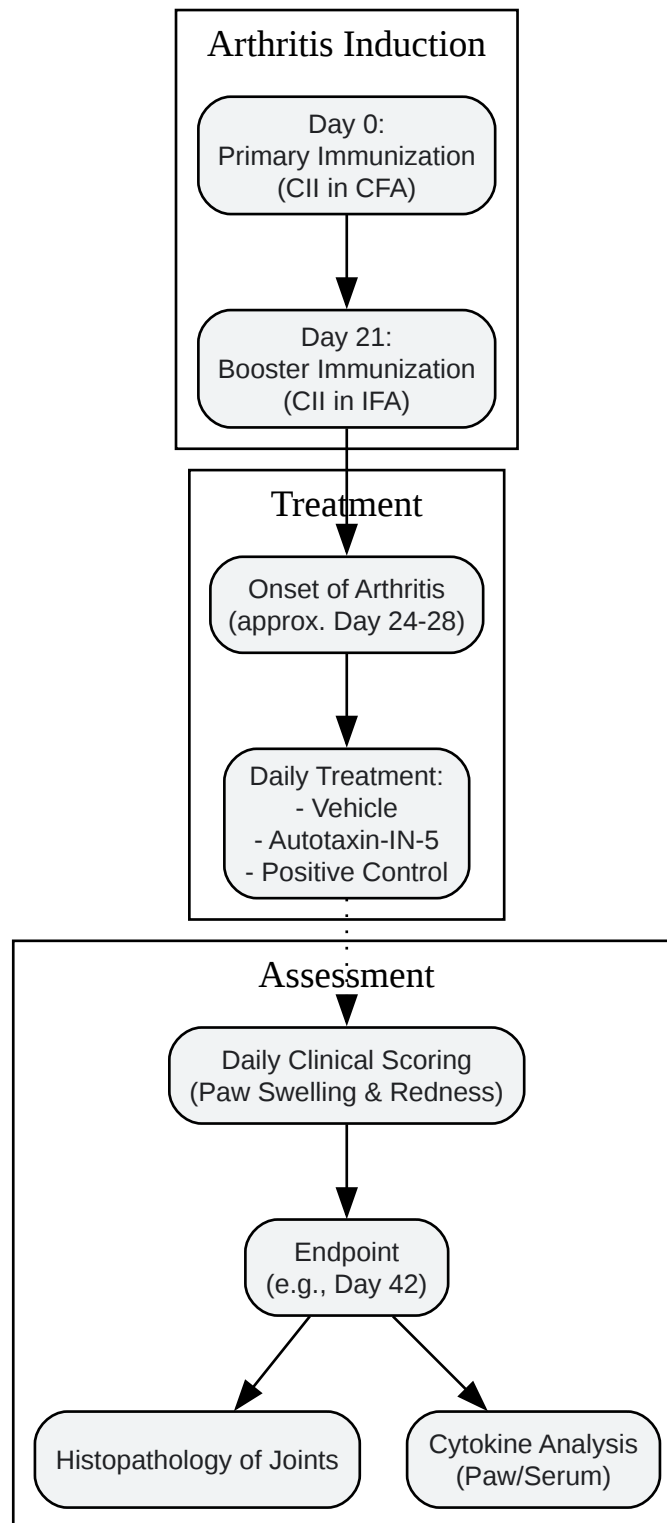 Arthritis Induction
Day 0:
Primary Immunization
(CII in CFA)
Day 21:
Booster Immunization
(CII in IFA)
Treatment
Onset of Arthritis
(approx. Day 24-28)
Daily Treatment:
- Vehicle
- Autotaxin-IN-5
- Positive Control
Assessment
Daily Clinical Scoring
(Paw Swelling & Redness)
Endpoint
(e.g., Day 42)
Histopathology of Joints
Cytokine Analysis
(Paw/Serum)